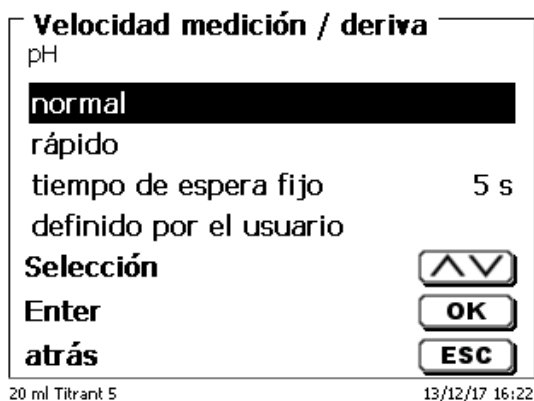 Velocidad medición / deriva
pH
normal
rápido
tiempo de espera fijo 5 s
definido por el usuario
Selección
Enter OK
atrás ESC
20 ml Titrant 5 13/12/17 16:22